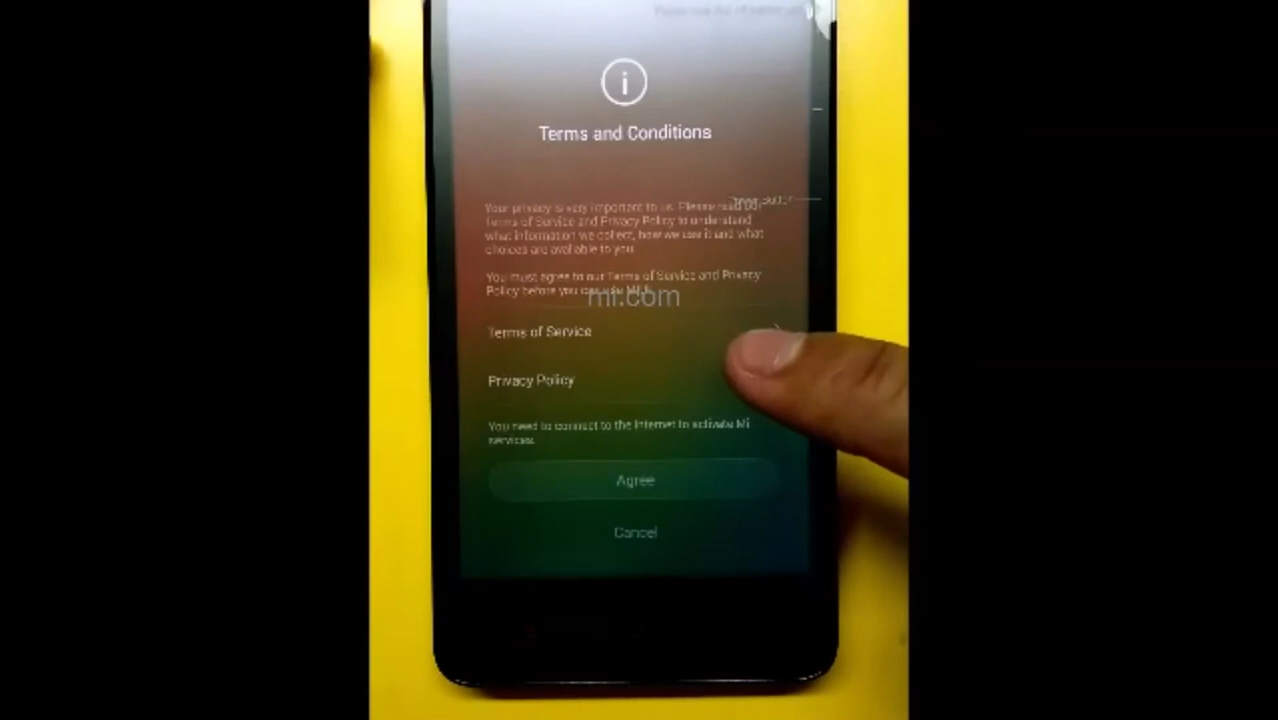 Terms and Conditions
Your privacy is very important to us. Please read our
Terms of Service and Privacy Policy to understand
what information we collect, how we use it and what
choices are available to you.
You must agree to our Terms of Service and Privacy
Policy before you can use
mi.com
Terms of Service
Privacy Policy
You need to connect to the Internet to activate Mi
services.
Agree
Cancel